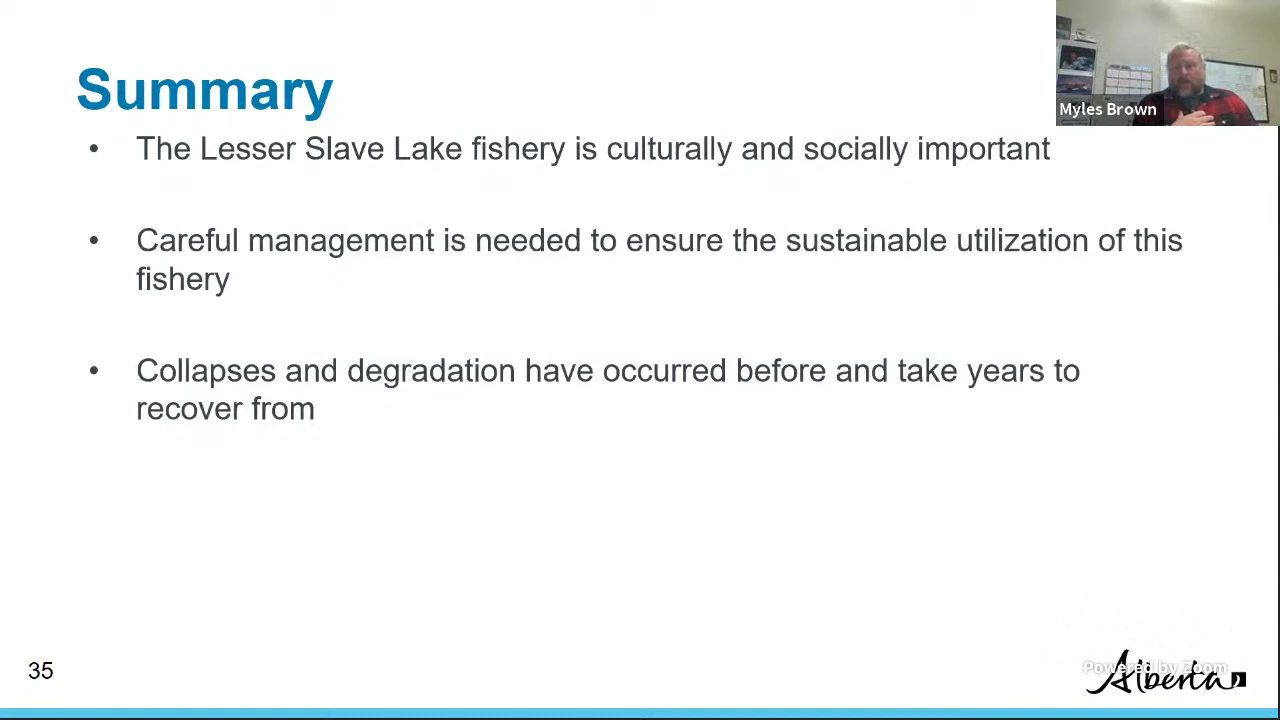 Summary
Myles Brown
• The Lesser Slave Lake fishery is culturally and socially important
• Careful management is needed to ensure the sustainable utilization of this
fishery
• Collapses and degradation have occurred before and take years to
recover from
35
Powered by Zoom
Alberta